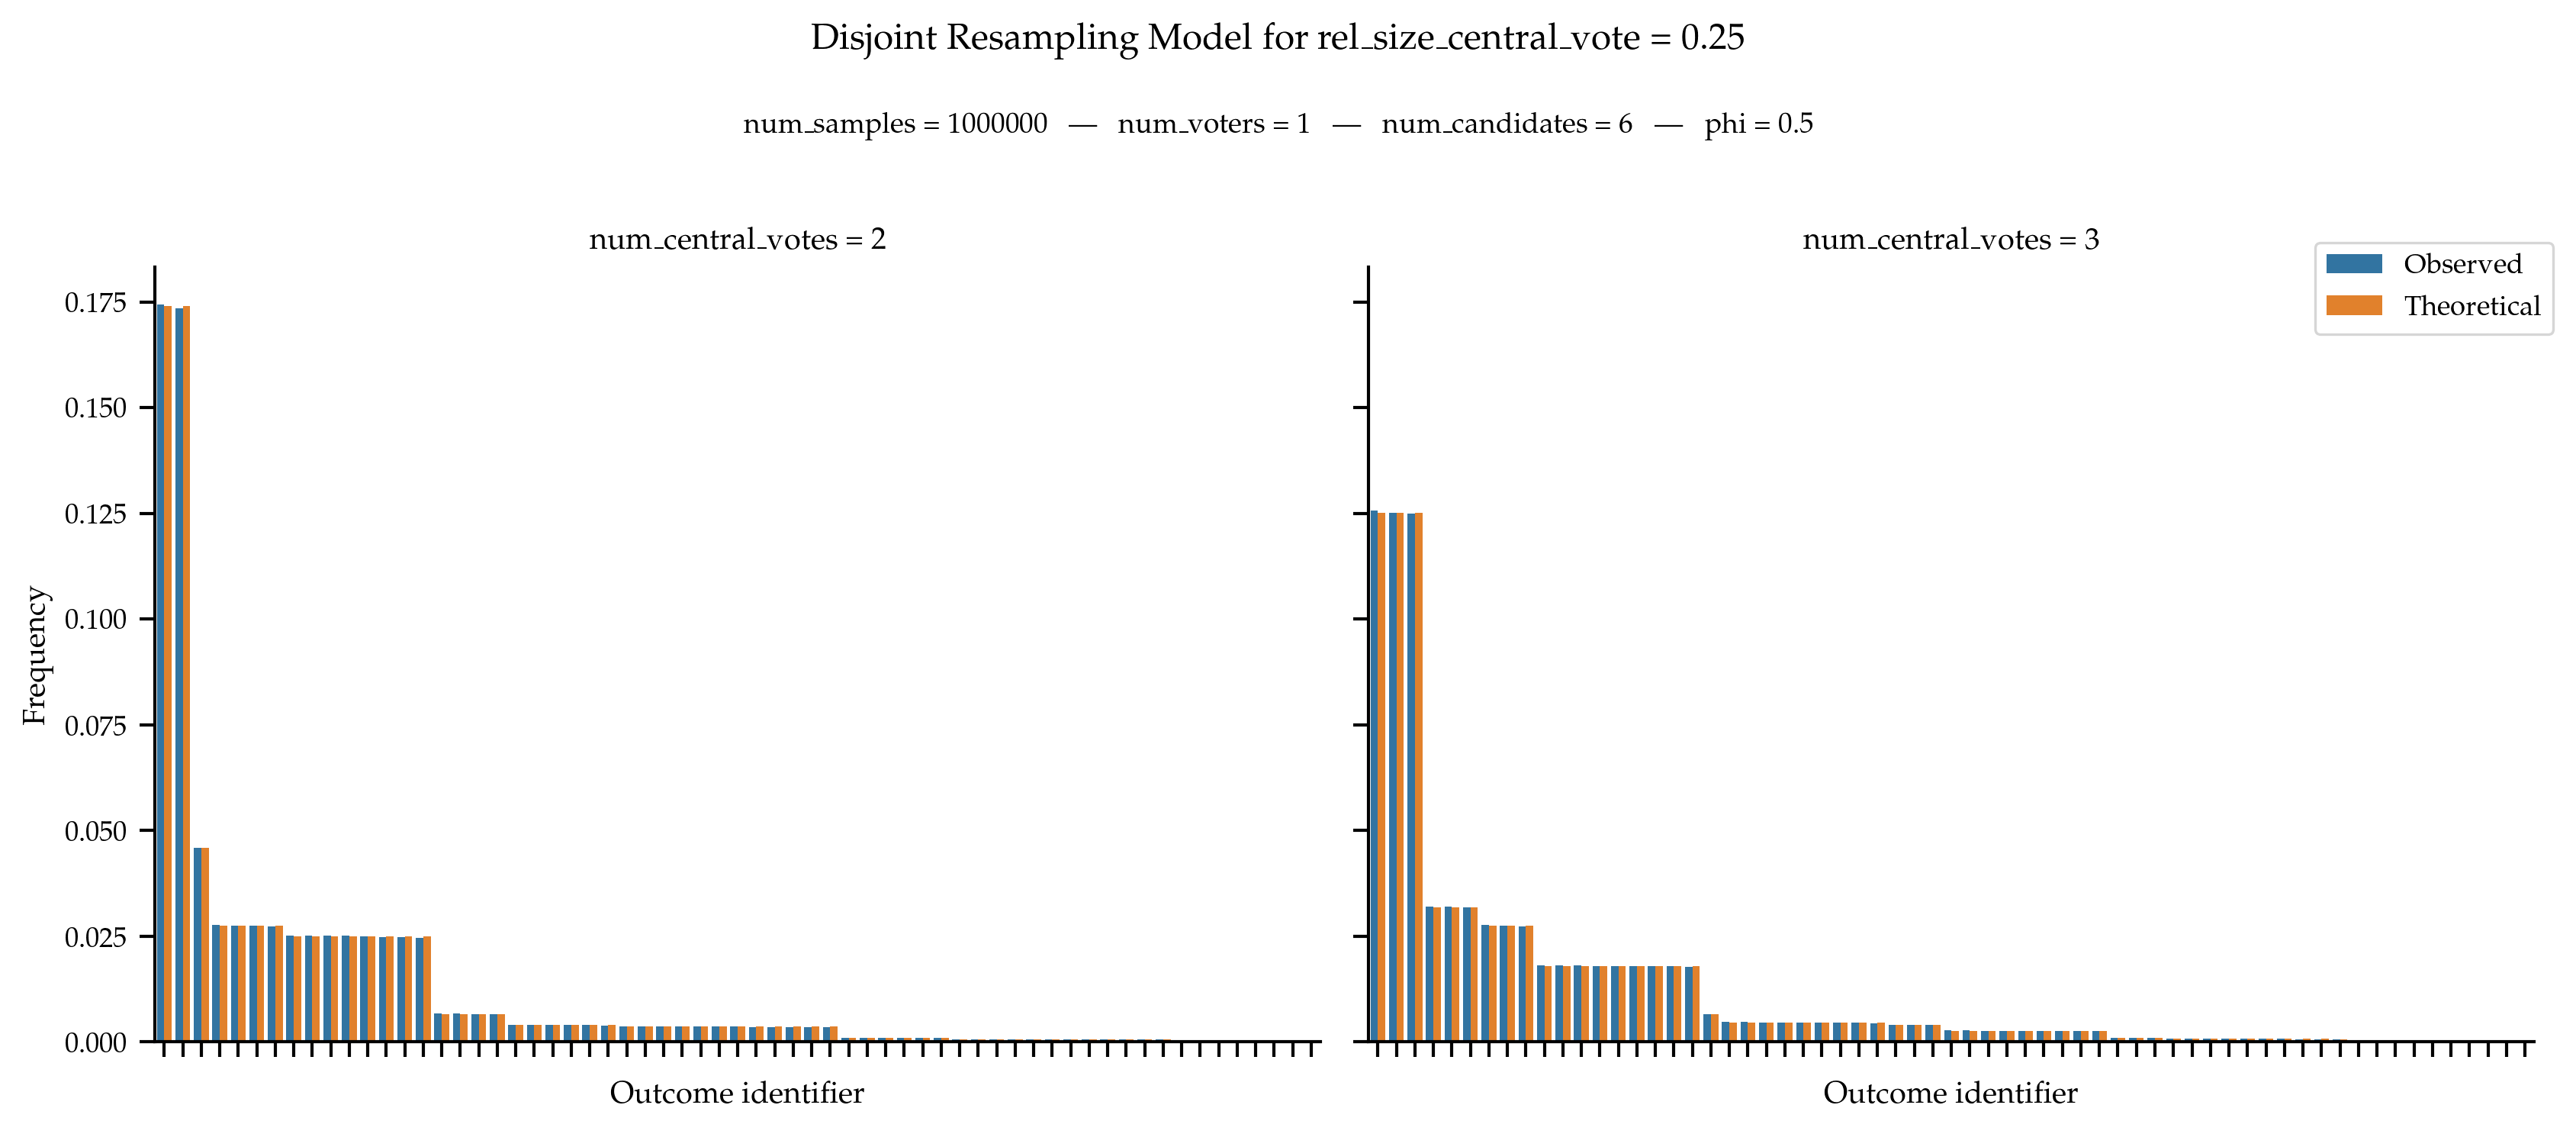 Disjoint Resampling Model for rel_size_central_vote = 0.25
num_samples = 1000000 — num_voters = 1 — num_candidates = 6 — phi = 0.5
num_central_votes = 2
num_central_votes = 3
Observed
Theoretical
Frequency
0.175
0.150
0.125
0.100
0.075
0.050
0.025
0.000
Outcome identifier
Outcome identifier